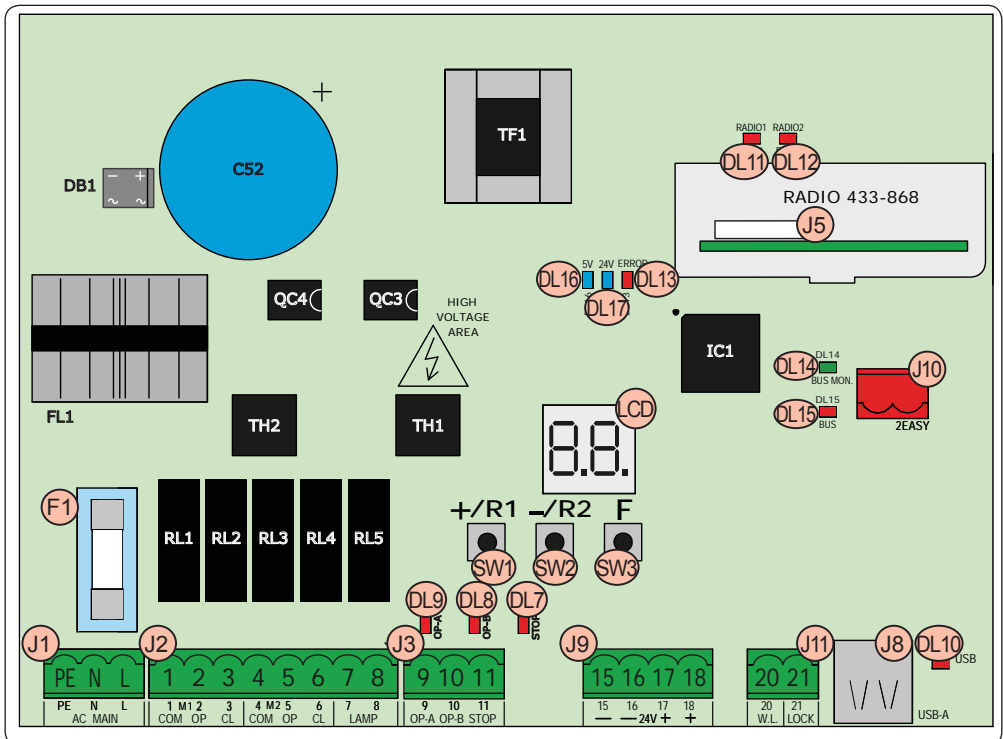 +
TF1
C52
DB1
− +
~ ~
RADIO1 RADIO2
DL11 DL12
RADIO 433-868
J5
5V 24V ERROR
DL16 DL13
DL17
QC4 QC3
HIGH
VOLTAGE
AREA
IC1
DL14 DL14
BUS MON.
DL15 DL15
BUS
J10
2EASY
FL1
TH2 TH1
LCD
8.8.
F1
+/R1 −/R2 F
SW1 SW2 SW3
RL1 RL2 RL3 RL4 RL5
DL9 DL8 DL7
OP-A OP-B STOP
J1 J2 J3 J9 J11 J8 DL10
USB
PE N L 1 2 3 4 5 6 7 8 9 10 11 15 16 17 18 20 21
PE N L 1 M1 2 3 4 M2 5 6 7 8 9 10 11 15 16 17 18 20 21
AC MAIN COM OP CL COM OP CL LAMP OP-A OP-B STOP − − 24V + + W.L. LOCK
USB-A